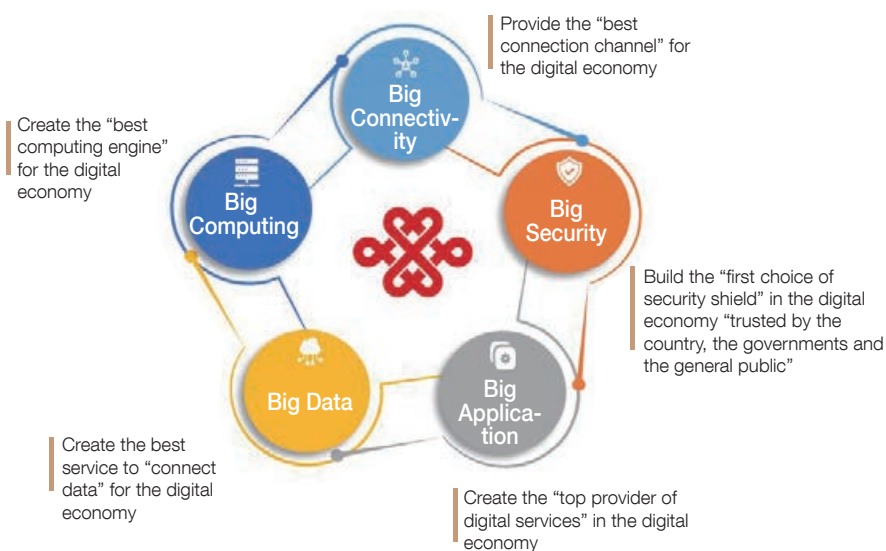 Provide the “best
connection channel” for
the digital economy
Big
Connectiv-
ity
Create the “best
computing engine”
for the digital
economy
Big
Computing
Big
Security
Build the “first choice of
security shield” in the digital
economy “trusted by the
country, the governments and
the general public”
Big Data
Big
Applica-
tion
Create the best
service to “connect
data” for the digital
economy
Create the “top provider of
digital services” in the digital
economy